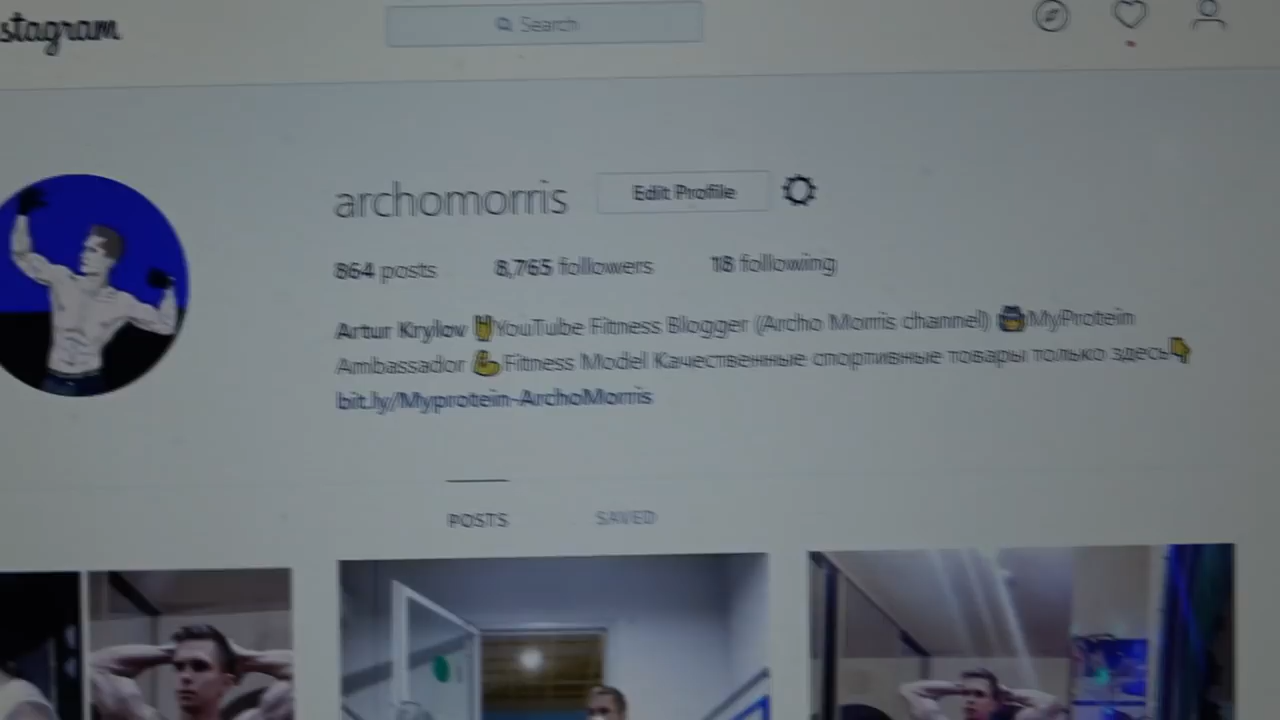 stagram
Search
archomorris Edit Profile
864 posts 8,765 followers 118 following
Artur Krylov YouTube Fitness Blogger (Archo Morris channel) MyProtein
Ambassador Fitness Model Качественные спортивные товары только здесь
bit.ly/Myprotein-ArchoMorris
POSTS SAVED